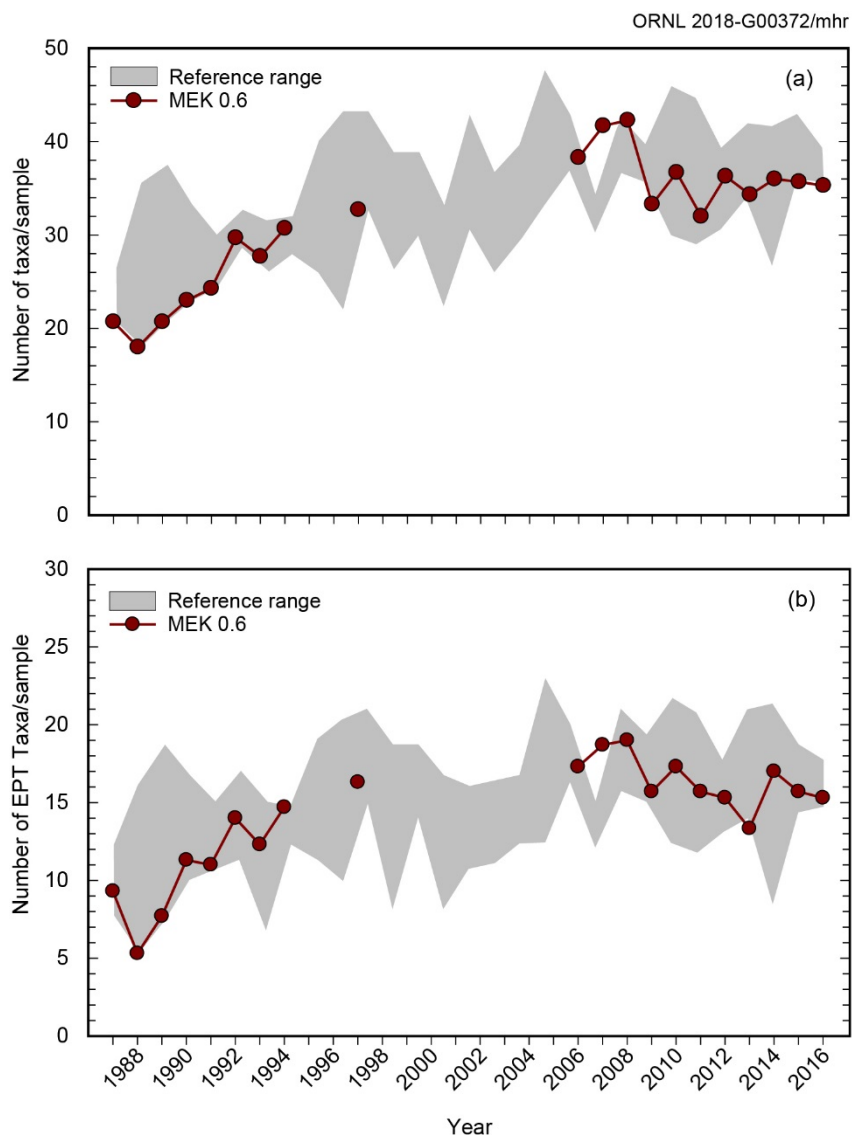 ORNL 2018-G00372/mhr
50
40
30
20
10
0
Number of taxa/sample
Reference range
MEK 0.6
(a)
30
25
20
15
10
5
0
Number of EPT Taxa/sample
Reference range
MEK 0.6
(b)
1988 1990 1992 1994 1996 1998 2000 2002 2004 2006 2008 2010 2012 2014 2016
Year